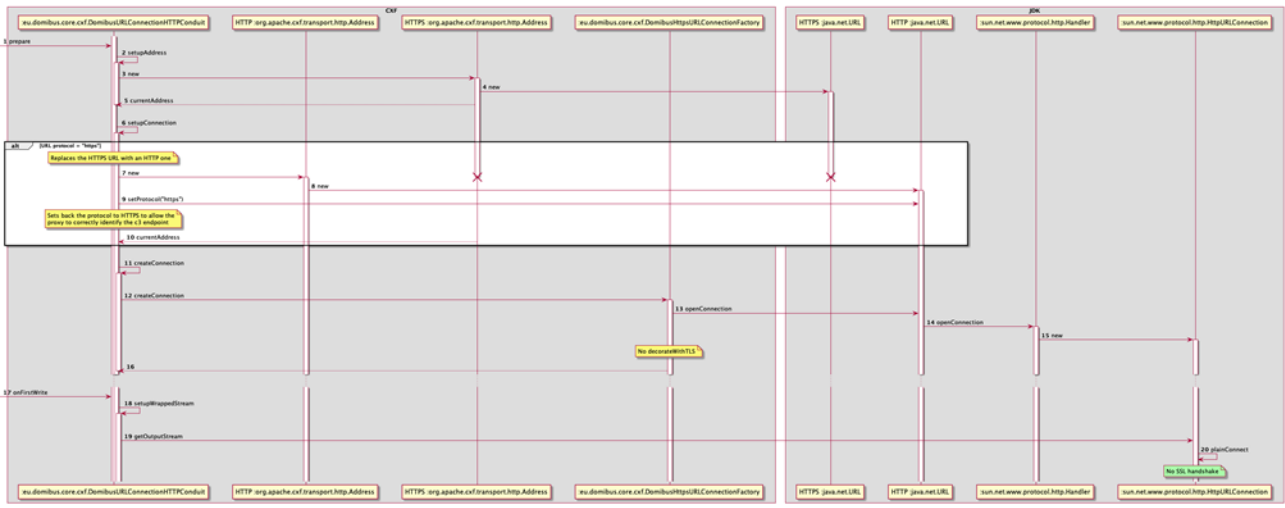 CXF
JDK
:eu.domibus.core.cxf.DomibusURLConnectionHTTPConduit
HTTP :org.apache.cxf.transport.http.Address
HTTPS :org.apache.cxf.transport.http.Address
:eu.domibus.core.cxf.DomibusHttpsURLConnectionFactory
HTTPS :java.net.URL
HTTP :java.net.URL
:sun.net.www.protocol.http.Handler
:sun.net.www.protocol.http.HttpURLConnection
1 prepare
2 setupAddress
3 new
4 new
5 currentAddress
6 setupConnection
alt [URL protocol = "https"]
Replaces the HTTPS URL with an HTTP one
7 new
8 new
9 setProtocol("https")
Sets back the protocol to HTTPS to allow the
proxy to correctly identify the c3 endpoint
10 currentAddress
11 createConnection
12 createConnection
13 openConnection
14 openConnection
15 new
No decorateWithTLS
16
17 onFirstWrite
18 setupWrappedStream
19 getOutputStream
20 plainConnect
No SSL handshake
:eu.domibus.core.cxf.DomibusURLConnectionHTTPConduit
HTTP :org.apache.cxf.transport.http.Address
HTTPS :org.apache.cxf.transport.http.Address
:eu.domibus.core.cxf.DomibusHttpsURLConnectionFactory
HTTPS :java.net.URL
HTTP :java.net.URL
:sun.net.www.protocol.http.Handler
:sun.net.www.protocol.http.HttpURLConnection